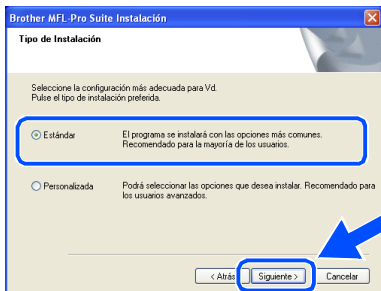 Brother MFL-Pro Suite Instalación
Tipo de Instalación
Seleccione la configuración más adecuada para Vd.
Pulse el tipo de instalación preferida.
Estándar
El programa se instalará con las opciones más comunes.
Recomendado para la mayoría de los usuarios.
Personalizada
Podrá seleccionar las opciones que desea instalar. Recomendado para
los usuarios avanzados.
< Atrás
Siguiente >
Cancelar